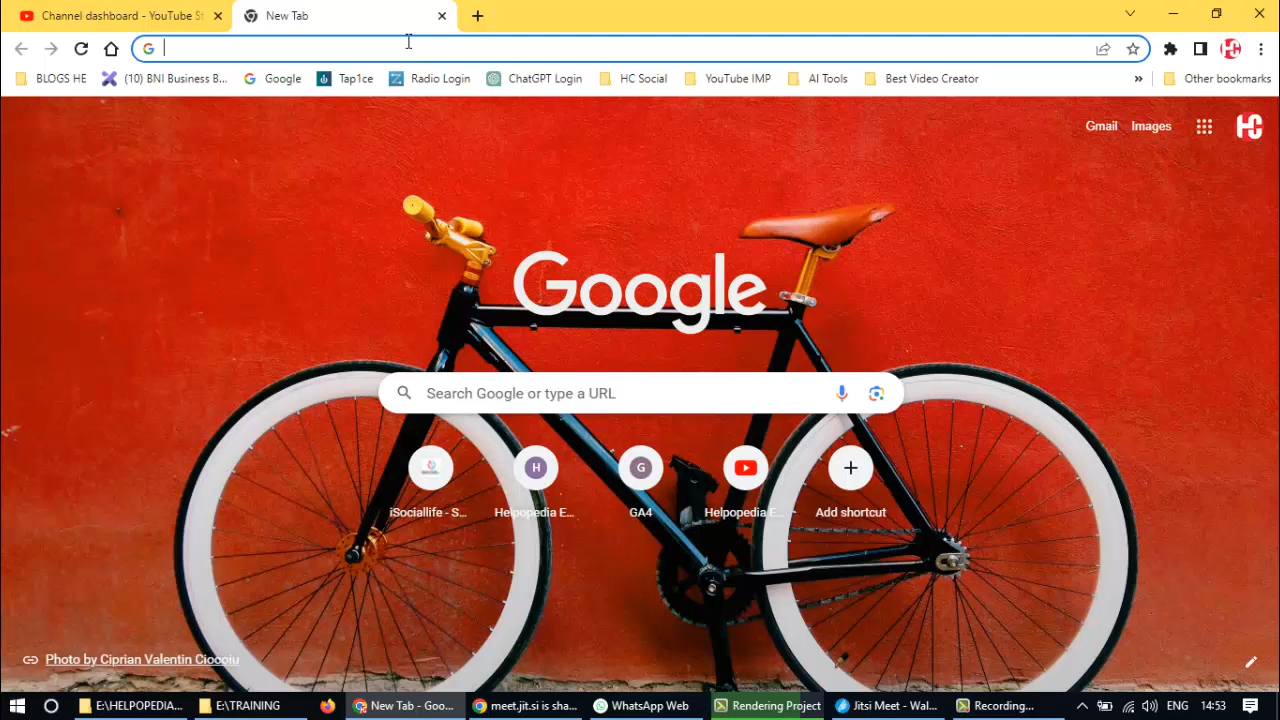 Channel dashboard - YouTube St
New Tab
BLOGS HE
(10) BNI Business B...
Google
Tap1ce
Radio Login
ChatGPT Login
HC Social
YouTube IMP
AI Tools
Best Video Creator
»
Other bookmarks
Gmail
Images
HC
Google
Search Google or type a URL
H
G
iSociallife - S...
Helpopedia E...
GA4
Helpopedia E...
Add shortcut
Photo by Ciprian Valentin Ciocoiu
E:\HELPOPEDIA...
E:\TRAINING
New Tab - Goo...
meet.jit.si is sha...
WhatsApp Web
Rendering Project
Jitsi Meet - Wal...
Recording...
ENG
14:53